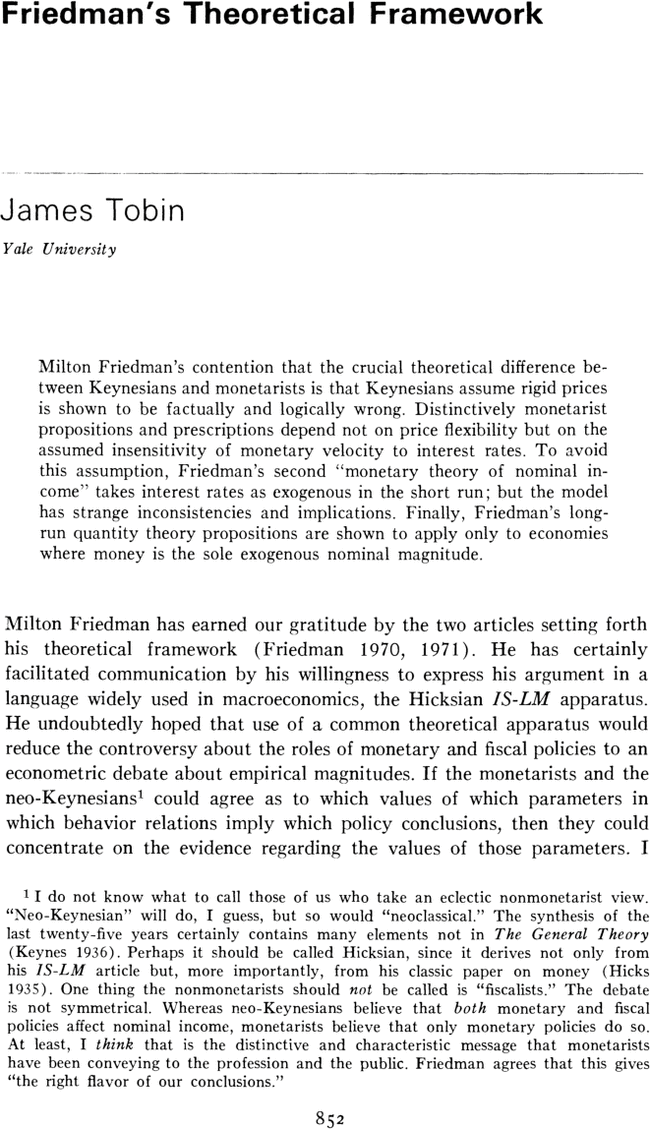 Friedman's Theoretical Framework
James Tobin
Yale University
Milton Friedman's contention that the crucial theoretical difference be-
tween Keynesians and monetarists is that Keynesians assume rigid prices
is shown to be factually and logically wrong. Distinctively monetarist
propositions and prescriptions depend not on price flexibility but on the
assumed insensitivity of monetary velocity to interest rates. To avoid
this assumption, Friedman's second “monetary theory of nominal in-
come” takes interest rates as exogenous in the short run; but the model
has strange inconsistencies and implications. Finally, Friedman's long-
run quantity theory propositions are shown to apply only to economies
where money is the sole exogenous nominal magnitude.
Milton Friedman has earned our gratitude by the two articles setting forth
his theoretical framework (Friedman 1970, 1971). He has certainly
facilitated communication by his willingness to express his argument in a
language widely used in macroeconomics, the Hicksian IS-LM apparatus.
He undoubtedly hoped that use of a common theoretical apparatus would
reduce the controversy about the roles of monetary and fiscal policies to an
econometric debate about empirical magnitudes. If the monetarists and the
neo-Keynesians¹ could agree as to which values of which parameters in
which behavior relations imply which policy conclusions, then they could
concentrate on the evidence regarding the values of those parameters. I
¹ I do not know what to call those of us who take an eclectic nonmonetarist view.
“Neo-Keynesian” will do, I guess, but so would “neoclassical.” The synthesis of the
last twenty-five years certainly contains many elements not in The General Theory
(Keynes 1936). Perhaps it should be called Hicksian, since it derives not only from
his IS-LM article but, more importantly, from his classic paper on money (Hicks
1935). One thing the nonmonetarists should not be called is “fiscalists.” The debate
is not symmetrical. Whereas neo-Keynesians believe that both monetary and fiscal
policies affect nominal income, monetarists believe that only monetary policies do so.
At least, I think that is the distinctive and characteristic message that monetarists
have been conveying to the profession and the public. Friedman agrees that this gives
“the right flavor of our conclusions.”
852